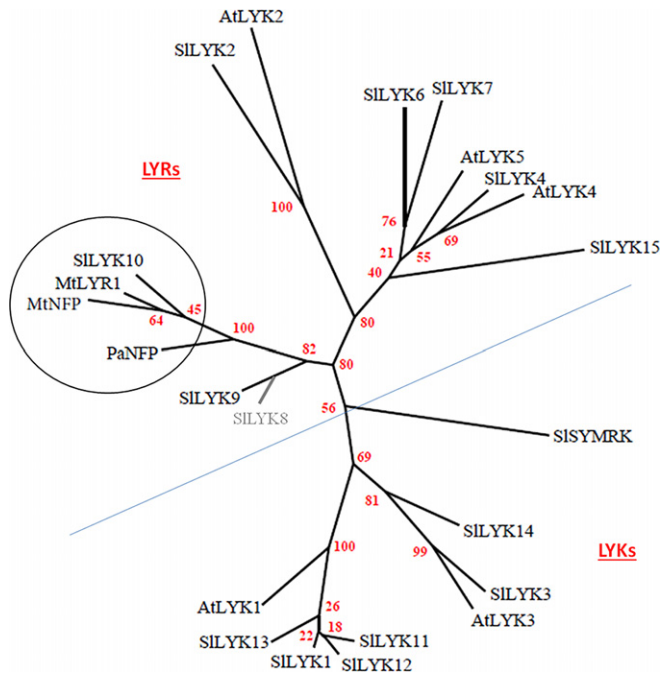 AtLYK2
SlLYK2
SlLYK6
SlLYK7
AtLYK5
SlLYK4
AtLYK4
LYRs
100
76
69
55
21
SlLYK15
40
SlLYK10
MtLYR1
MtNFP
45
64
100
80
PaNFP
82
80
SlLYK9
SlLYK8
56
SlSYMRK
69
81
SlLYK14
100
99
LYKs
SlLYK3
AtLYK1
AtLYK3
26
18
22
SlLYK13
SlLYK11
SlLYK1
SlLYK12